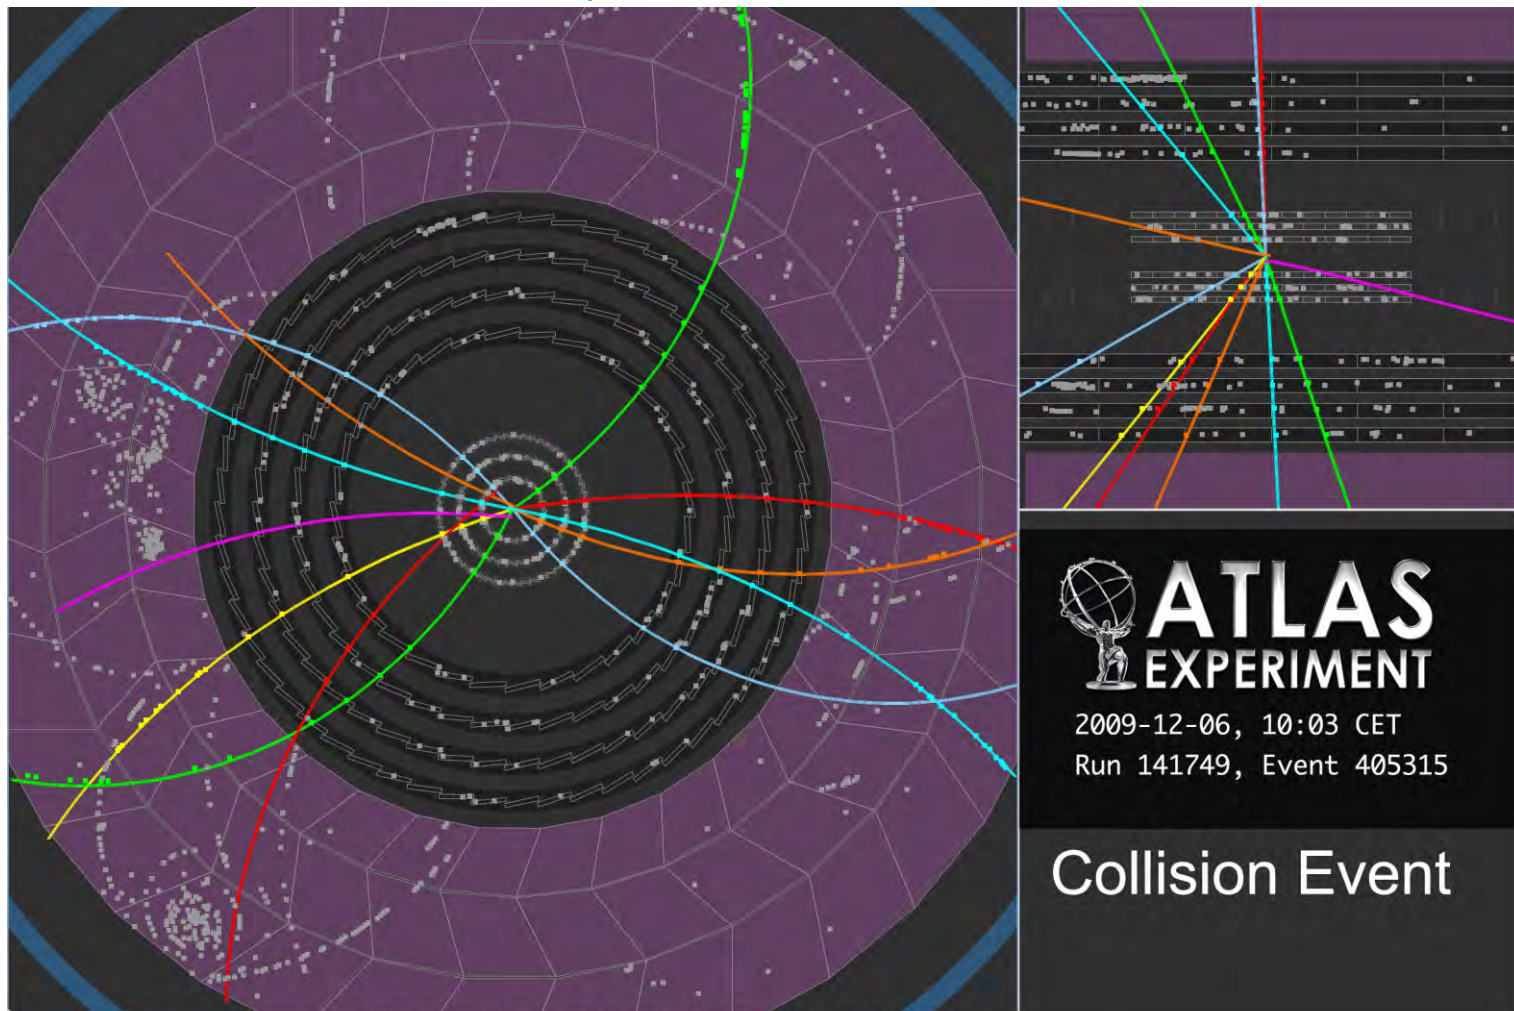 ATLAS
EXPERIMENT
2009-12-06, 10:03 CET
Run 141749, Event 405315
Collision Event